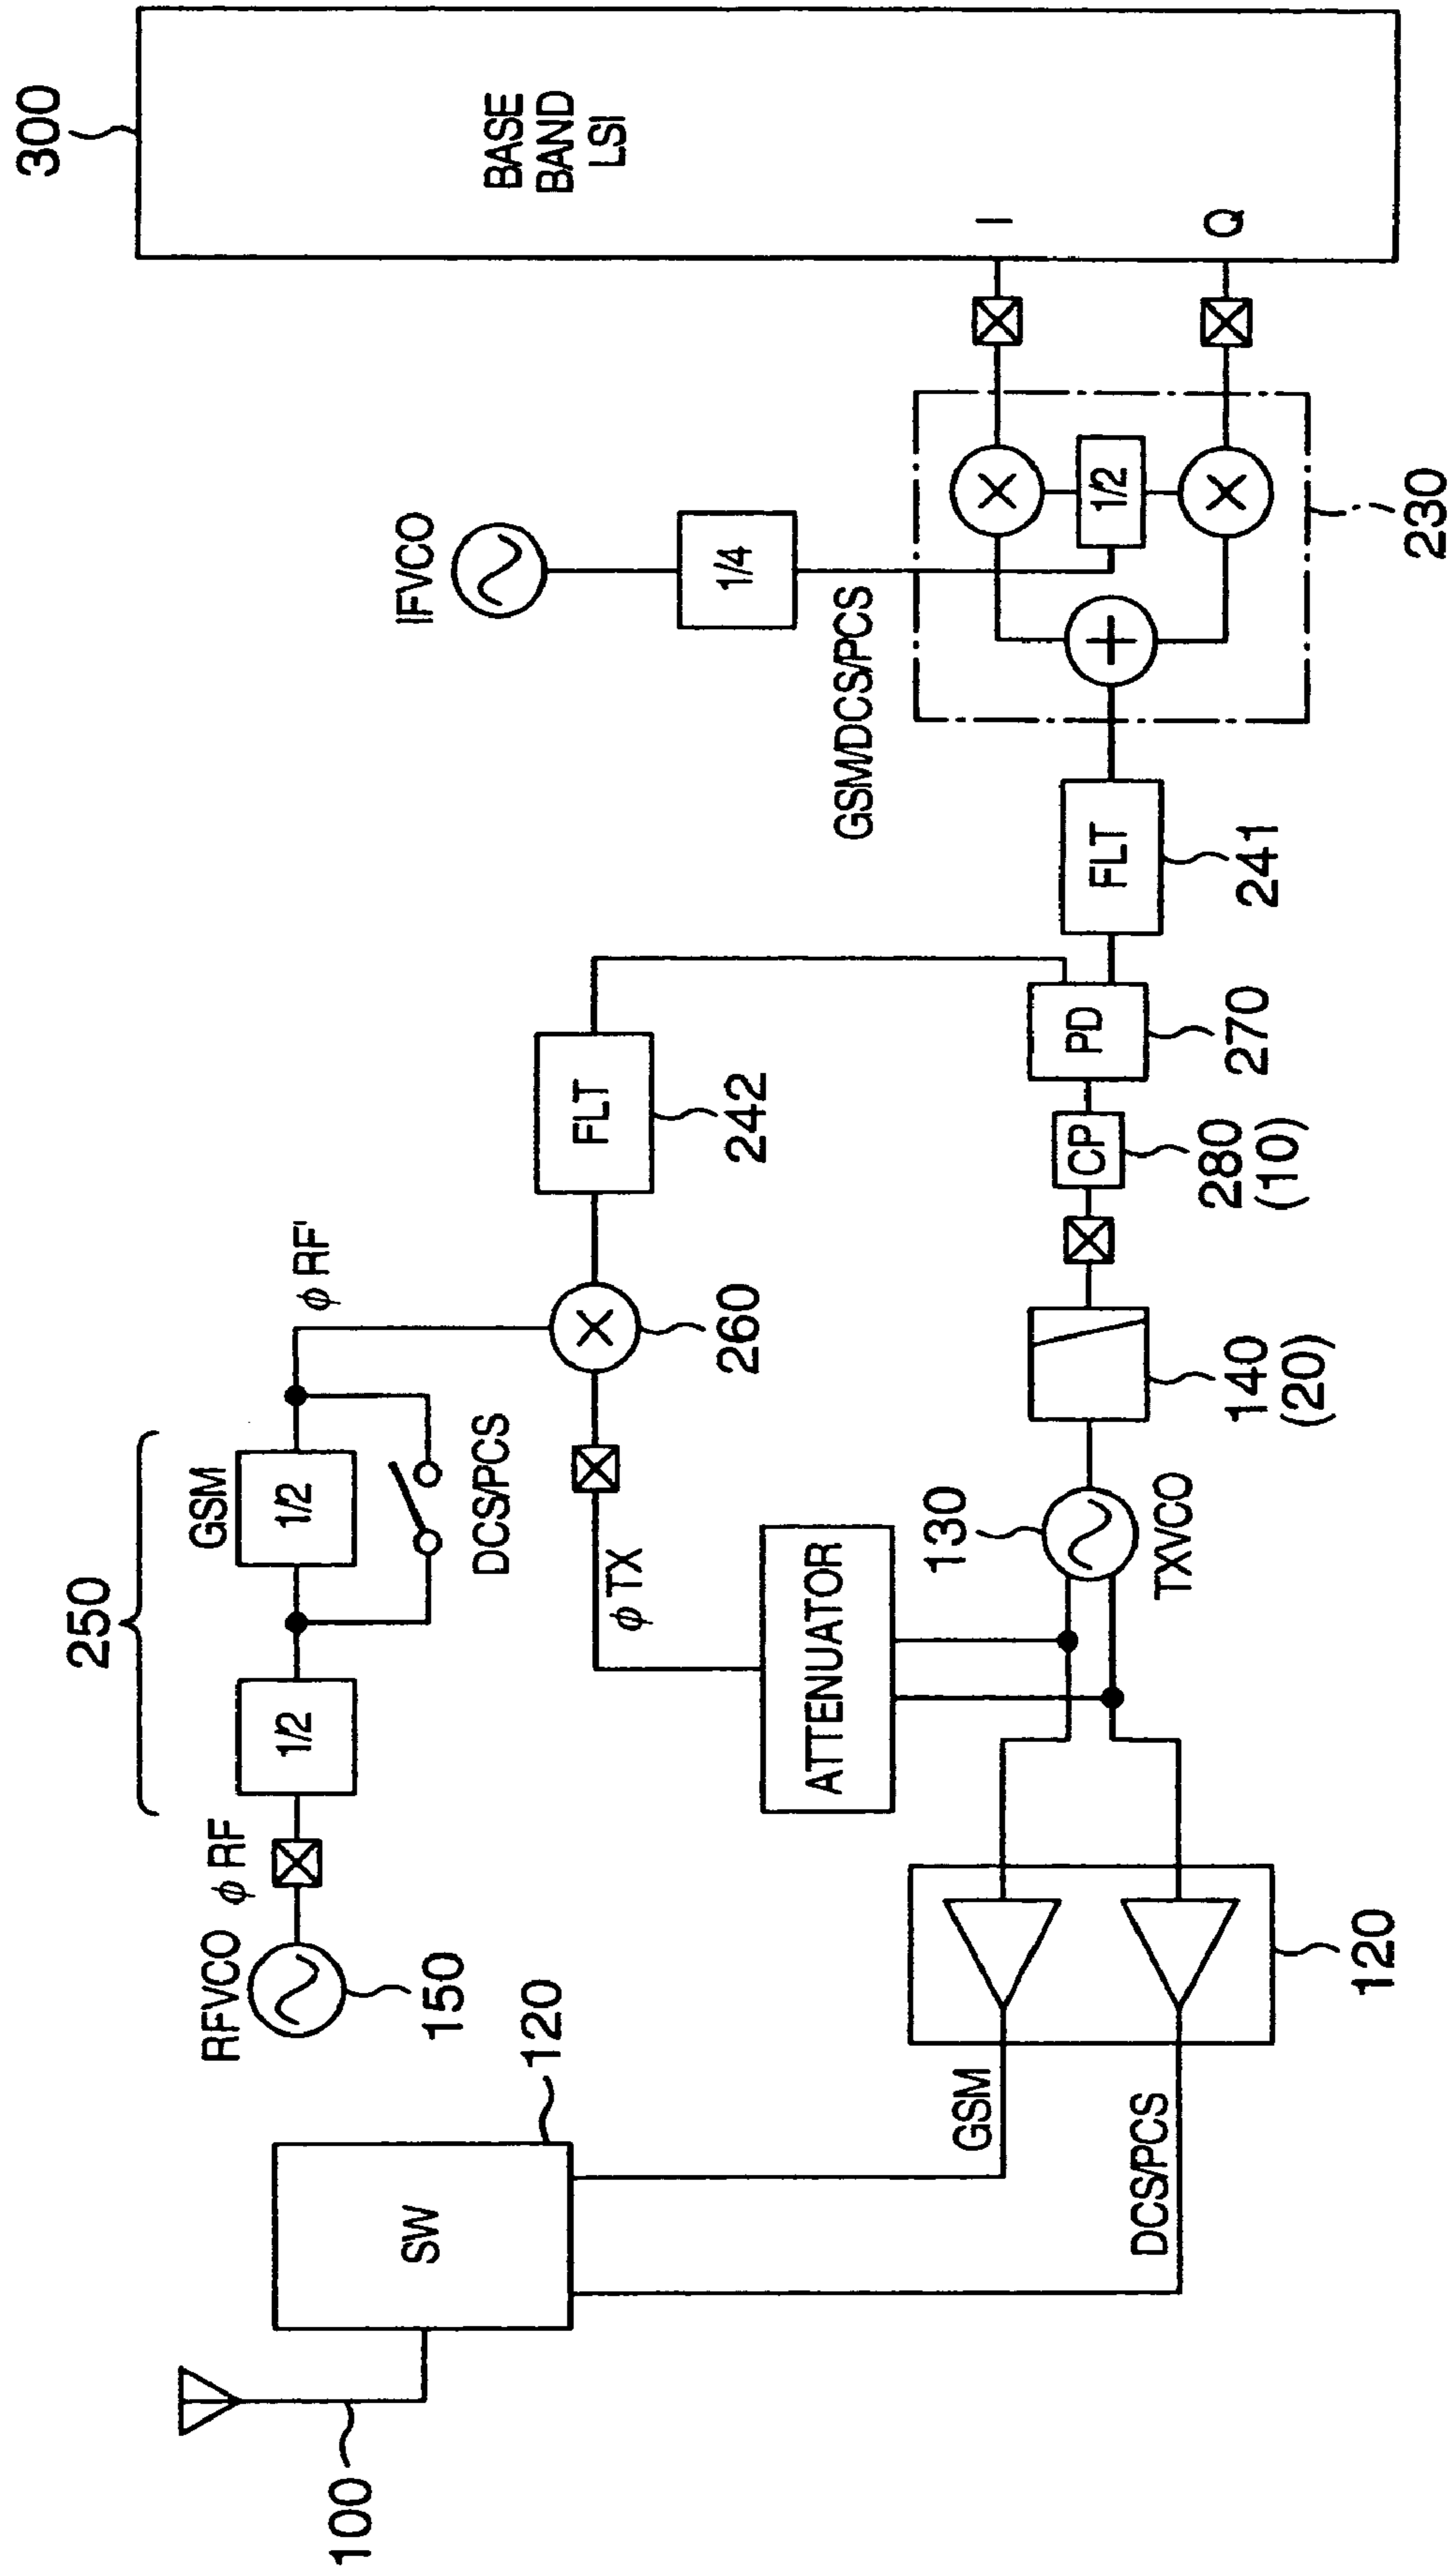 300
BASE
BAND
LSI
I
Q
IFVCO
1/4
GSM/DCS/PCS
1/2
230
FLT
241
FLT
242
PD
270
CP
280
(10)
φ RF'
260
140
(20)
250
GSM
1/2
DCS/PCS
1/2
φ TX
130
TXVCO
ATTENUATOR
φ RF
RFVCO
150
120
SW
120
GSM
DCS/PCS
100